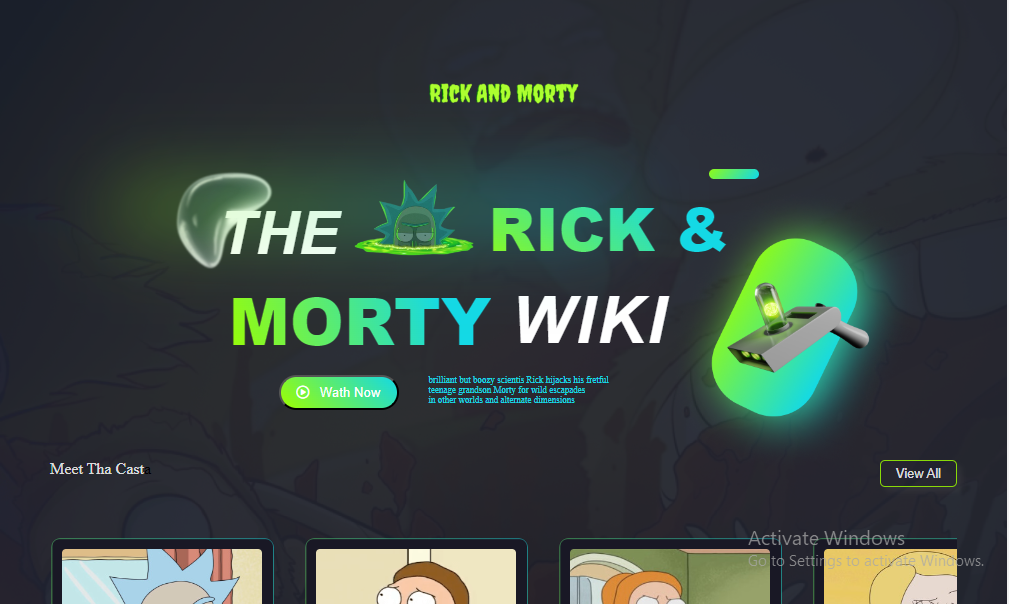 RICK AND MORTY
THE RICK &
MORTY WIKI
Wath Now
brilliant but boozy scientis Rick hijacks his fretful
teenage grandson Morty for wild escapades
in other worlds and alternate dimensions
Meet Tha Casta
View All
Activate Windows
Go to Settings to activate Windows.